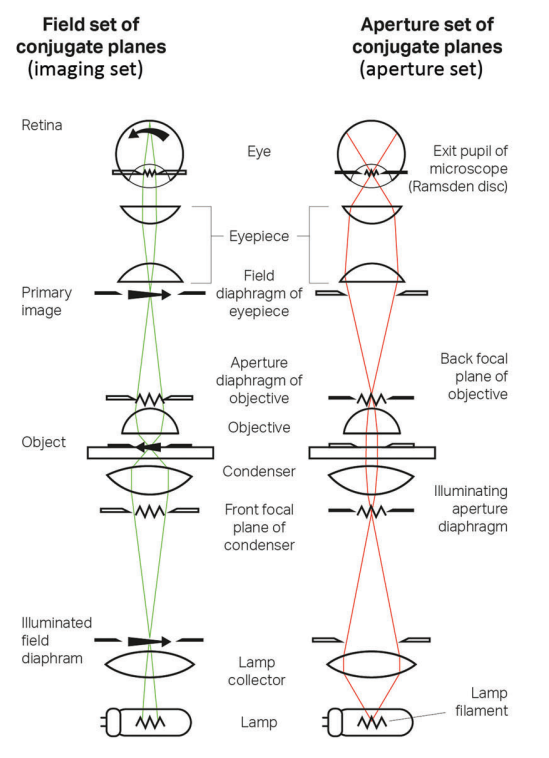 Field set of
conjugate planes
(imaging set)
Aperture set of
conjugate planes
(aperture set)
Retina
Eye
Exit pupil of
microscope
(Ramsden disc)
Eyepiece
Primary
image
Field
diaphragm of
eyepiece
Aperture
diaphragm of
objective
Back focal
plane of
objective
Objective
Object
Condenser
Front focal
plane of
condenser
Illuminating
aperture
diaphragm
Illuminated
field
diaphram
Lamp
collector
Lamp
Lamp
filament